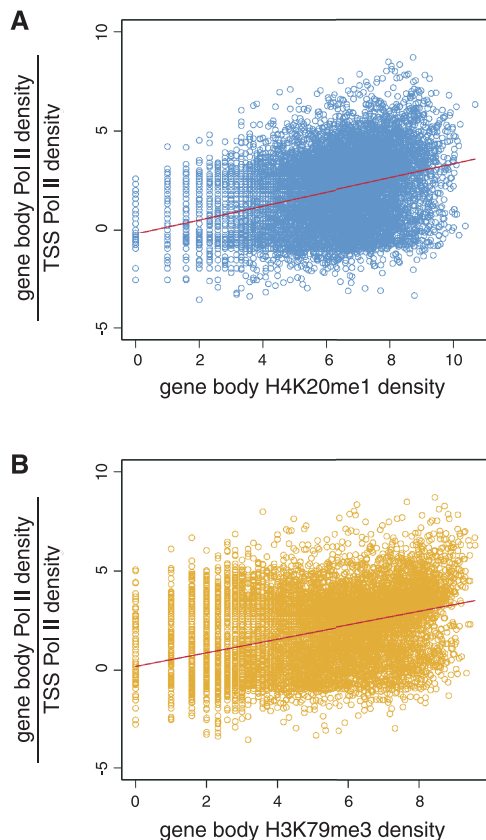 A
gene body Pol II density
TSS Pol II density
10
5
0
-5
0 2 4 6 8 10
gene body H4K20me1 density
B
gene body Pol II density
TSS Pol II density
10
5
0
-5
0 2 4 6 8
gene body H3K79me3 density